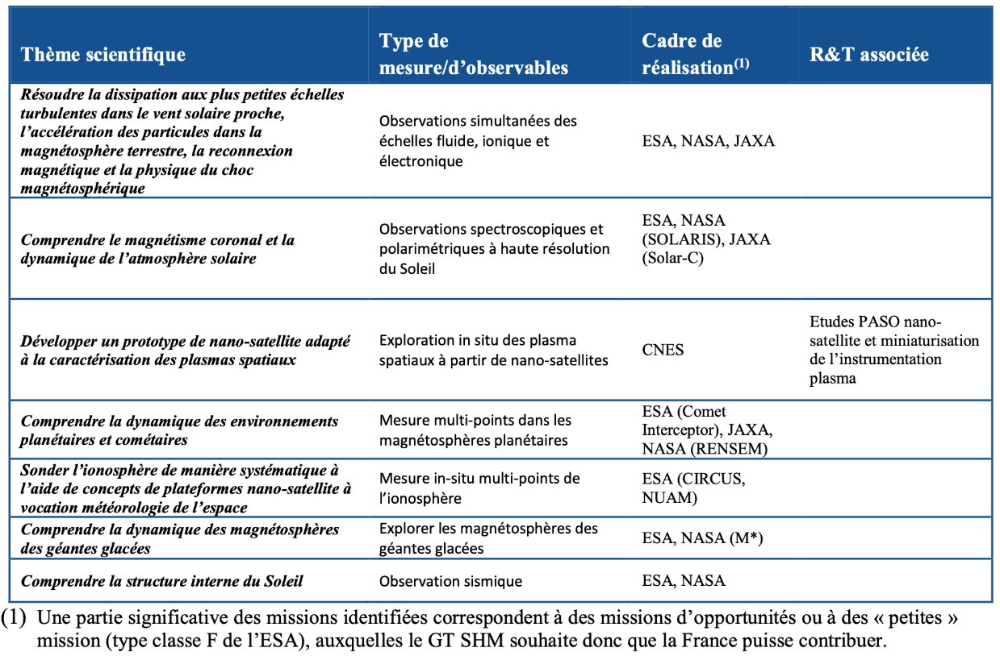 Thème scientifique
Type de
mesure/d’observables
Cadre de
réalisation(1)
R&T associée
Résoudre la dissipation aux plus petites échelles
turbulentes dans le vent solaire proche,
l’accélération des particules dans la
magnétosphère terrestre, la reconnexion
magnétique et la physique du choc
magnétosphérique
Observations simultanées des
échelles fluide, ionique et
électronique
ESA, NASA, JAXA
Comprendre le magnétisme coronal et la
dynamique de l’atmosphère solaire
Observations spectroscopiques et
polarimétriques à haute résolution
du Soleil
ESA, NASA
(SOLARIS), JAXA
(Solar-C)
Développer un prototype de nano-satellite adapté
à la caractérisation des plasmas spatiaux
Exploration in situ des plasma
spatiaux à partir de nano-satellites
CNES
Etudes PASO nano-
satellite et miniaturisation
de l’instrumentation
plasma
Comprendre la dynamique des environnements
planétaires et cométaires
Mesure multi-points dans les
magnétosphères planétaires
ESA (Comet
Interceptor), JAXA,
NASA (RENSEM)
Sonder l’ionosphère de manière systématique à
l’aide de concepts de plateformes nano-satellite à
vocation météorologie de l’espace
Mesure in-situ multi-points de
l’ionosphère
ESA (CIRCUS,
NUAM)
Comprendre la dynamique des magnétosphères
des géantes glacées
Explorer les magnétosphères des
géantes glacées
ESA, NASA (M*)
Comprendre la structure interne du Soleil
Observation sismique
ESA, NASA
(1) Une partie significative des missions identifiées correspondent à des missions d’opportunités ou à des « petites »
mission (type classe F de l’ESA), auxquelles le GT SHM souhaite donc que la France puisse contribuer.